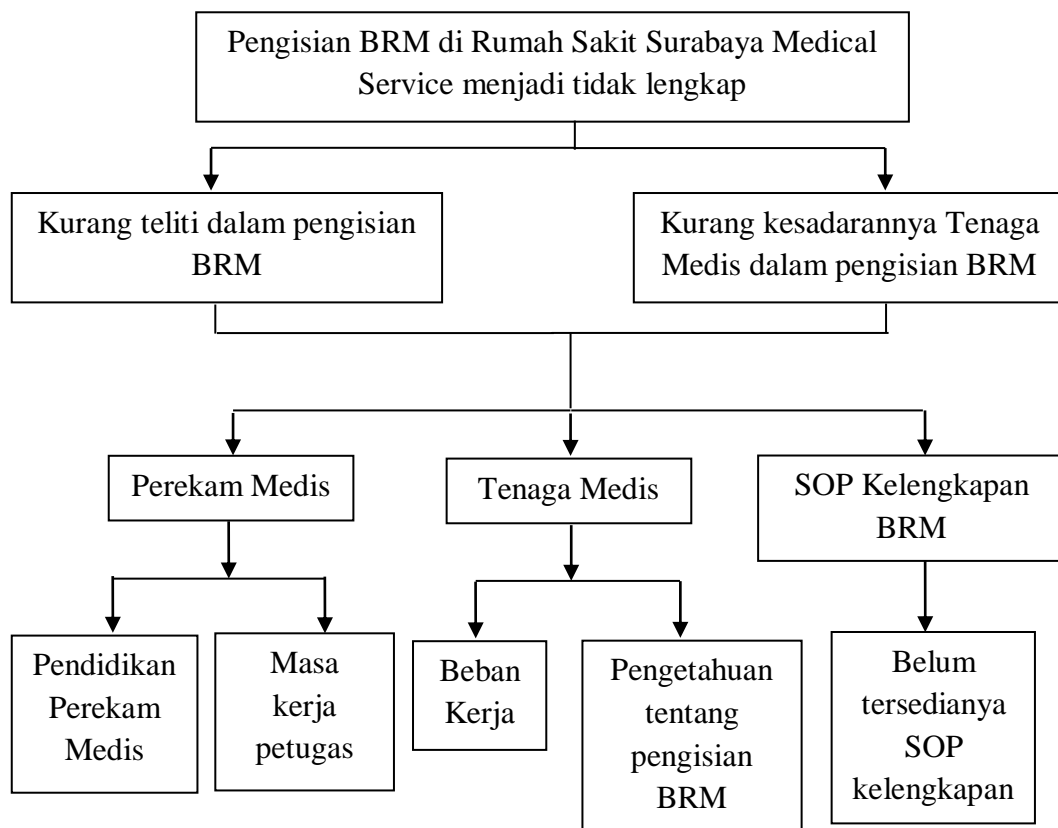 Pengisian BRM di Rumah Sakit Surabaya Medical
Service menjadi tidak lengkap
Kurang teliti dalam pengisian
BRM
Kurang kesadarannya Tenaga
Medis dalam pengisian BRM
Perekam Medis
Tenaga Medis
SOP Kelengkapan
BRM
Pendidikan
Perekam
Medis
Masa
kerja
petugas
Beban
Kerja
Pengetahuan
tentang
pengisian
BRM
Belum
tersedianya
SOP
kelengkapan